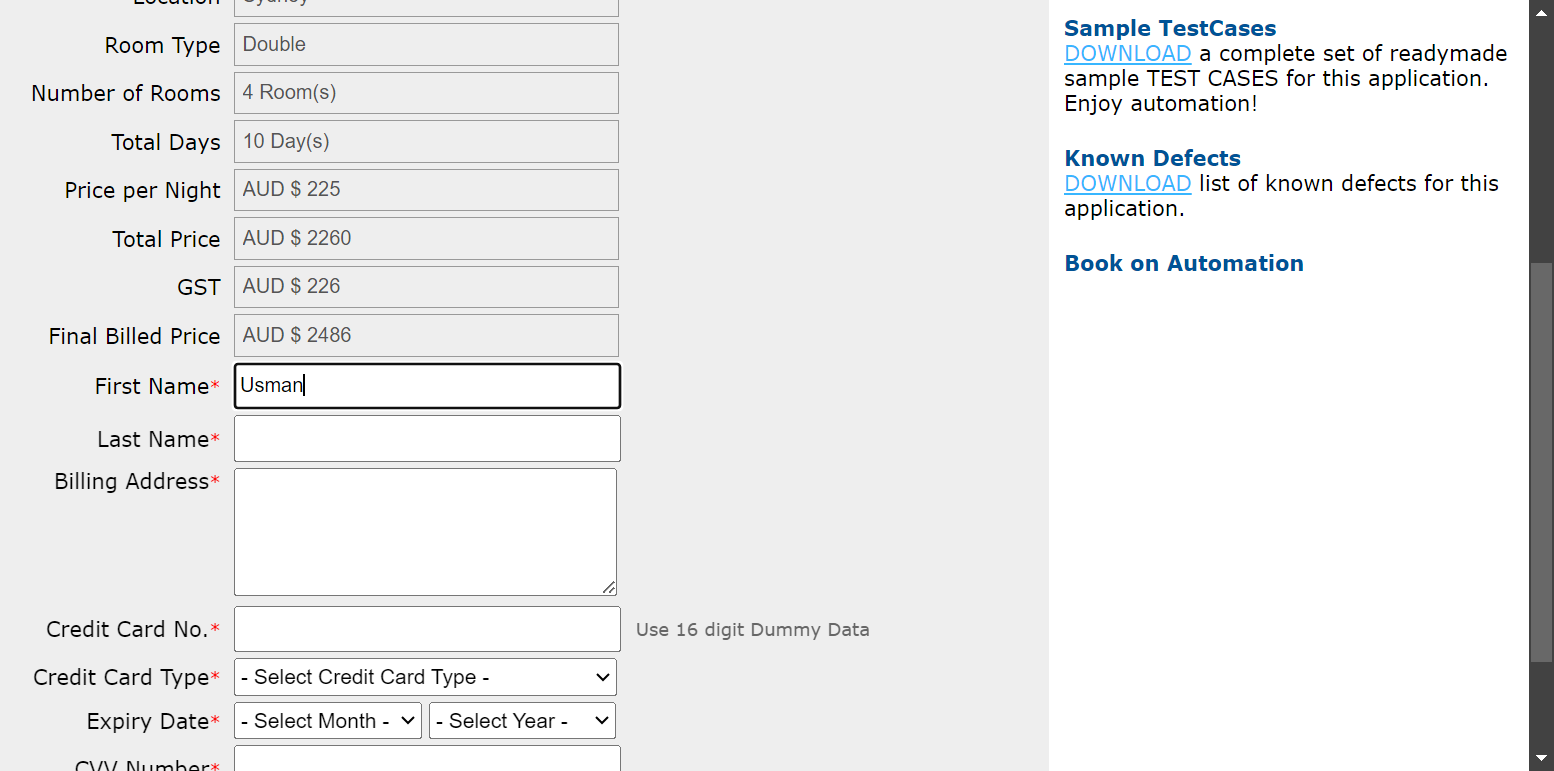 Location Sydney
Room Type Double
Number of Rooms 4 Room(s)
Total Days 10 Day(s)
Price per Night AUD $ 225
Total Price AUD $ 2260
GST AUD $ 226
Final Billed Price AUD $ 2486
First Name* Usman
Last Name*
Billing Address*
Credit Card No.* Use 16 digit Dummy Data
Credit Card Type* - Select Credit Card Type -
Expiry Date* - Select Month - - Select Year -
CVV Number*
Sample TestCases
DOWNLOAD a complete set of readymade
sample TEST CASES for this application.
Enjoy automation!
Known Defects
DOWNLOAD list of known defects for this
application.
Book on Automation